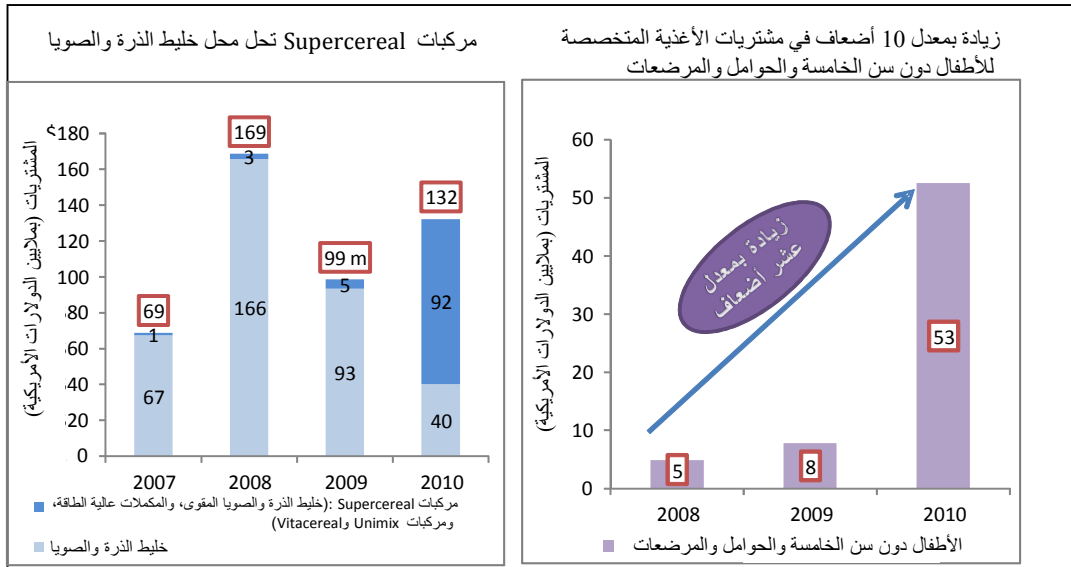 زيادة بمعدل 10 أضعاف في مشتريات الأغذية المتخصصة
للأطفال دون سن الخامسة والحوامل والمرضعات
المشتريات (بملايين الدولارات الأمريكية)
60
50
40
30
20
10
0
زيادة بمعدل
عشر أضعاف
5
8
53
2008 2009 2010
الأطفال دون سن الخامسة والحوامل والمرضعات
مركبات Supercereal تحل محل خليط الذرة والصويا
المشتريات (بملايين الدولارات الأمريكية)
$180
160
140
120
100
80
60
40
20
0
69
1
67
169
3
166
99 m
5
93
132
92
40
2007 2008 2009 2010
مركبات Supercereal :(خليط الذرة والصويا المقوى، والمكملات عالية الطاقة،
ومركبات Unimix وVitacereal)
خليط الذرة والصويا